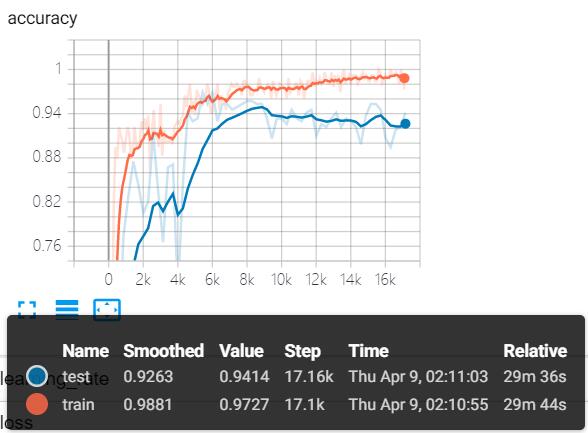 accuracy
1
0.94
0.88
0.82
0.76
0 2k 4k 6k 8k 10k 12k 14k 16k
Name Smoothed Value Step Time Relative
learning_rate
test 0.9263 0.9414 17.16k Thu Apr 9, 02:11:03 29m 36s
train 0.9881 0.9727 17.1k Thu Apr 9, 02:10:55 29m 44s
loss